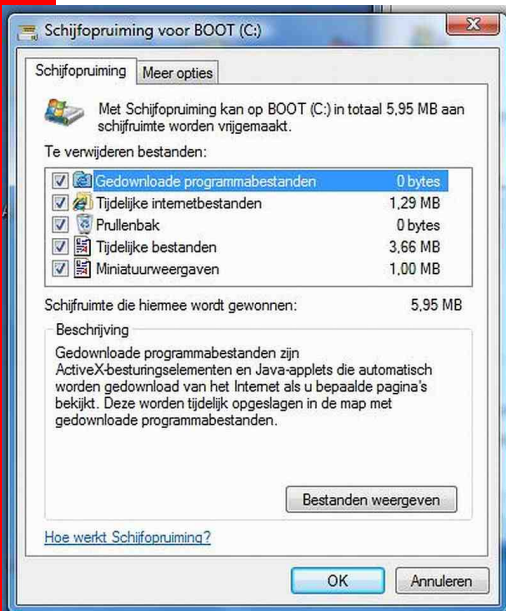 Schijfopruiming voor BOOT (C:)
Schijfopruiming
Meer opties
Met Schijfopruiming kan op BOOT (C:) in totaal 5,95 MB aan
schijfruimte worden vrijgemaakt.
Te verwijderen bestanden:
Gedownloade programmabestanden 0 bytes
Tijdelijke internetbestanden 1,29 MB
Prullenbak 0 bytes
Tijdelijke bestanden 3,66 MB
Miniatuurweergaven 1,00 MB
Schijfruimte die hiermee wordt gewonnen: 5,95 MB
Beschrijving
Gedownloade programmabestanden zijn
ActiveX-besturingselementen en Java-applets die automatisch
worden gedownload van het Internet als u bepaalde pagina's
bekijkt. Deze worden tijdelijk opgeslagen in de map met
gedownloade programmabestanden.
Bestanden weergeven
Hoe werkt Schijfopruiming?
OK
Annuleren